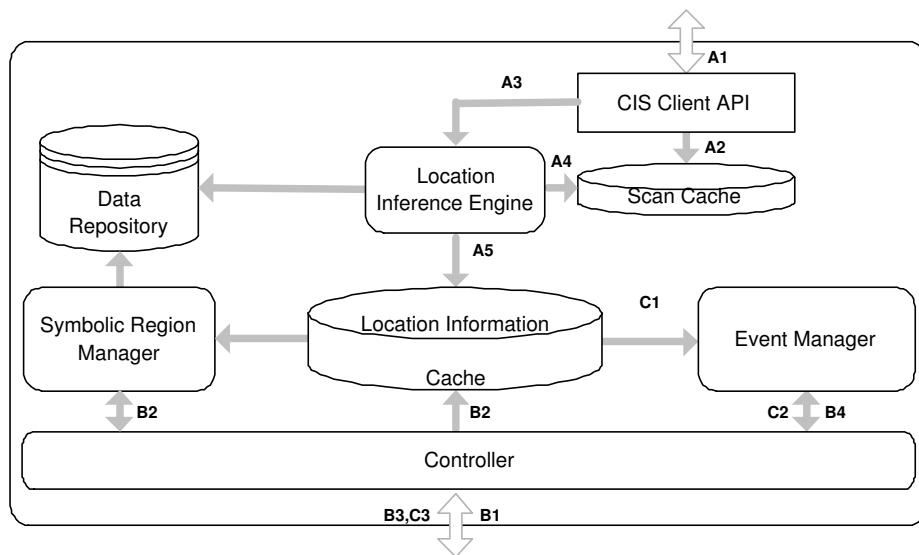 A1
A3
CIS Client API
A2
Location
Inference Engine
A4
Scan Cache
Data
Repository
A5
C1
Symbolic Region
Manager
Location Information
Cache
Event Manager
B2
B2
C2 B4
Controller
B3,C3 B1